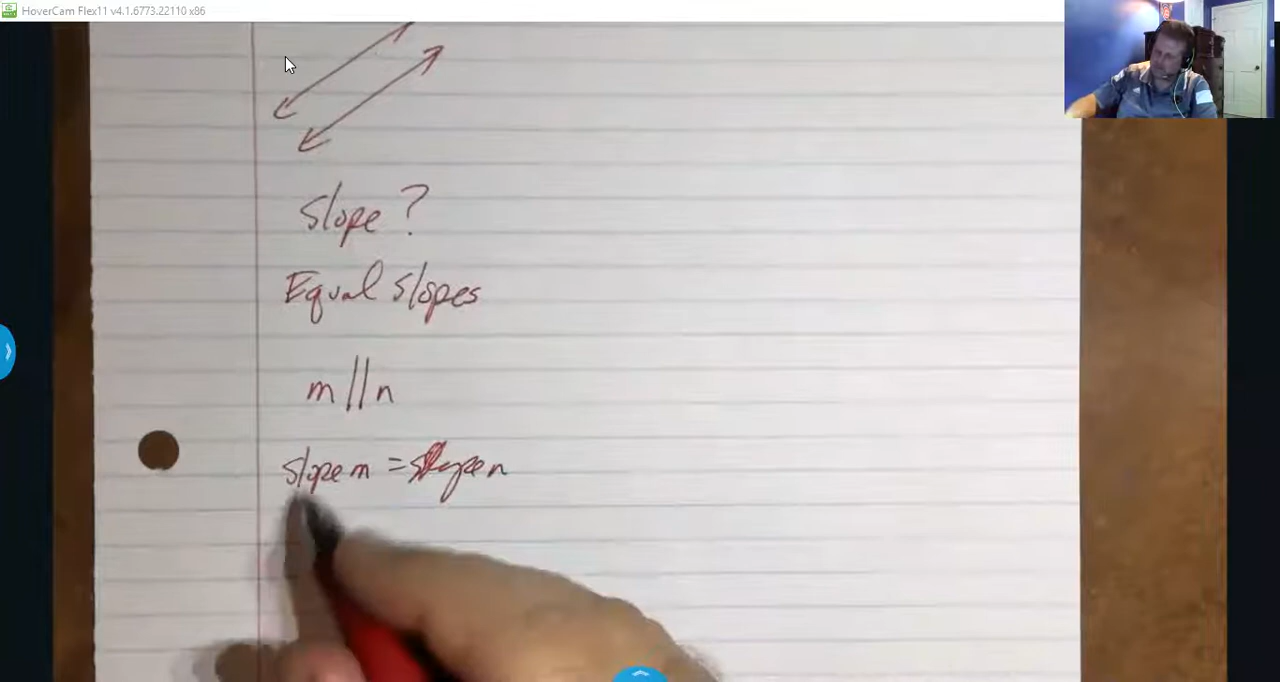 HoverCam Flex11 v4.1.6773.22110 x86
Slope ?
Equal slopes
m || n
slope m = slope n